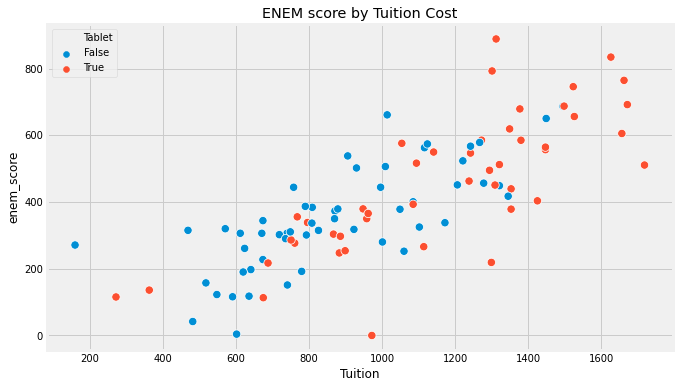 ENEM score by Tuition Cost
Tablet
False
True
800
600
400
200
0
enem_score
200 400 600 800 1000 1200 1400 1600
Tuition